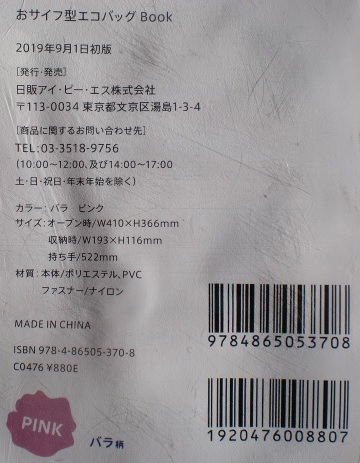 おサイフ型エコバッグ Book
2019年9月1日初版
[発行・発売]
日販アイ・ピー・エス株式会社
〒113-0034 東京都文京区湯島1-3-4
[商品に関するお問い合わせ先]
TEL:03-3518-9756
(10:00〜12:00、及び14:00〜17:00
土・日・祝日・年末年始を除く)
カラー:バラ ピンク
サイズ:オープン時/W410×H366mm
収納時/W193×H116mm
持ち手/522mm
材質:本体/ポリエステル、PVC
ファスナー/ナイロン
MADE IN CHINA
ISBN 978-4-86505-370-8
C0476 ¥880E
9784865053708
1920476008807
PINK
バラ柄